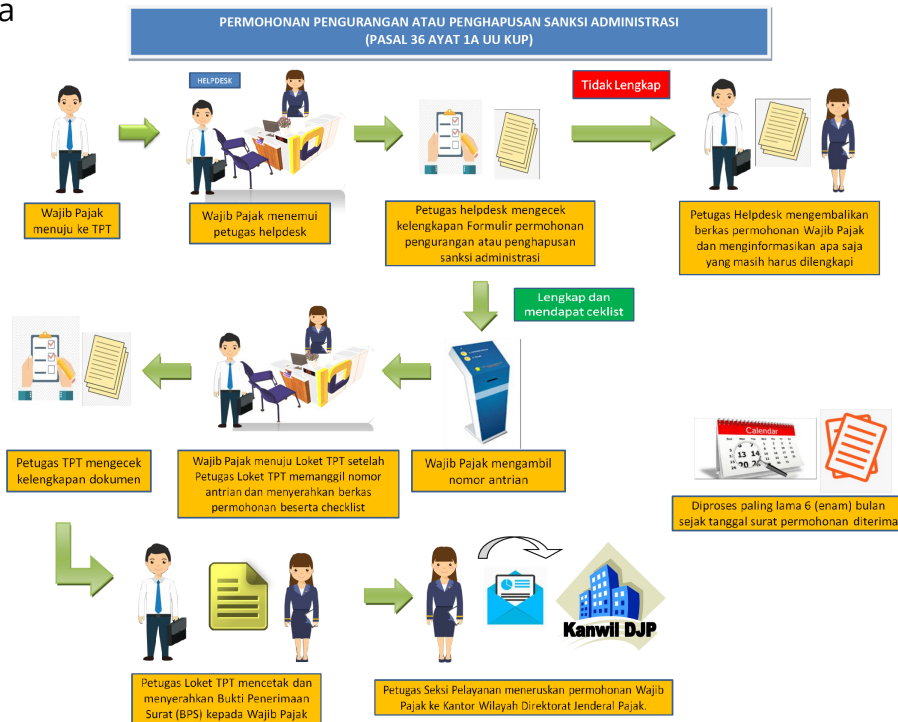 a
PERMOHONAN PENGURANGAN ATAU PENGHAPUSAN SANKSI ADMINISTRASI
(PASAL 36 AYAT 1A UU KUP)
HELPDESK
Tidak Lengkap
Wajib Pajak
menuju ke TPT
Wajib Pajak menemui
petugas helpdesk
Petugas helpdesk mengecek
kelengkapan Formulir permohonan
pengurangan atau penghapusan
sanksi administrasi
Petugas Helpdesk mengembalikan
berkas permohonan Wajib Pajak
dan menginformasikan apa saja
yang masih harus dilengkapi
Lengkap dan
mendapat ceklist
Petugas TPT mengecek
kelengkapan dokumen
Wajib Pajak menuju Loket TPT setelah
Petugas Loket TPT memanggil nomor
antrian dan menyerahkan berkas
permohonan beserta checklist
Wajib Pajak mengambil
nomor antrian
Calendar
13 14
20
Diproses paling lama 6 (enam) bulan
sejak tanggal surat permohonan diterima
Kanwil DJP
Petugas Loket TPT mencetak dan
menyerahkan Bukti Penerimaan
Surat (BPS) kepada Wajib Pajak
Petugas Seksi Pelayanan meneruskan permohonan Wajib
Pajak ke Kantor Wilayah Direktorat Jenderal Pajak.